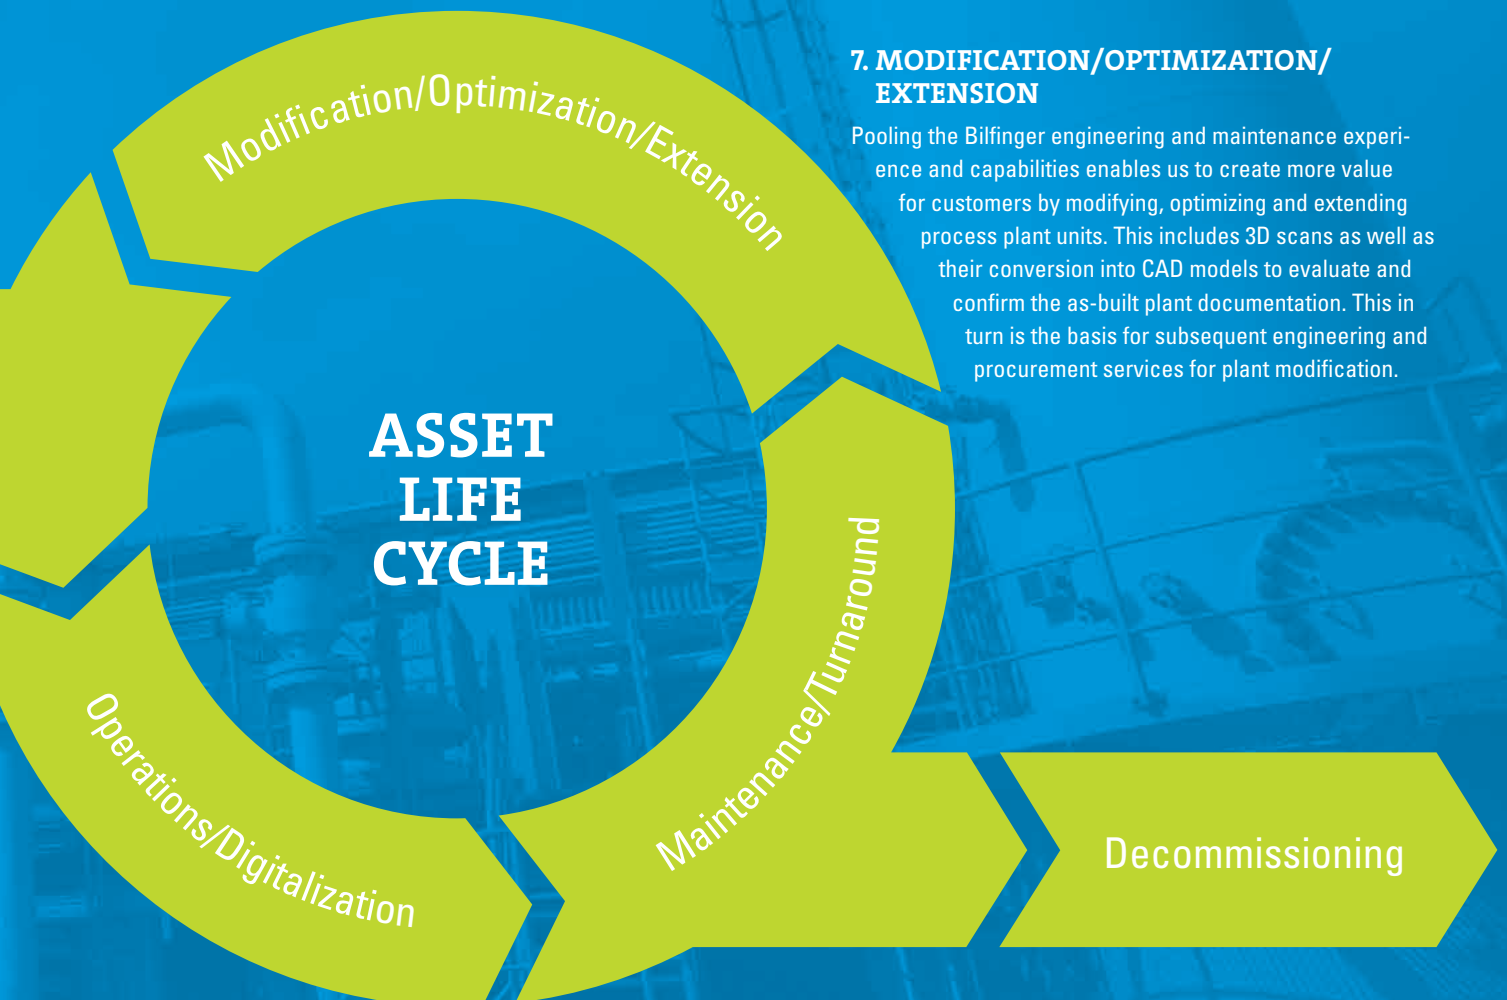 7. MODIFICATION/OPTIMIZATION/
EXTENSION
Pooling the Bilfinger engineering and maintenance experi-
ence and capabilities enables us to create more value
for customers by modifying, optimizing and extending
process plant units. This includes 3D scans as well as
their conversion into CAD models to evaluate and
confirm the as-built plant documentation. This in
turn is the basis for subsequent engineering and
procurement services for plant modification.
Modification/Optimization/Extension
ASSET
LIFE
CYCLE
Maintenance/Turnaround
Operations/Digitalization
Decommissioning